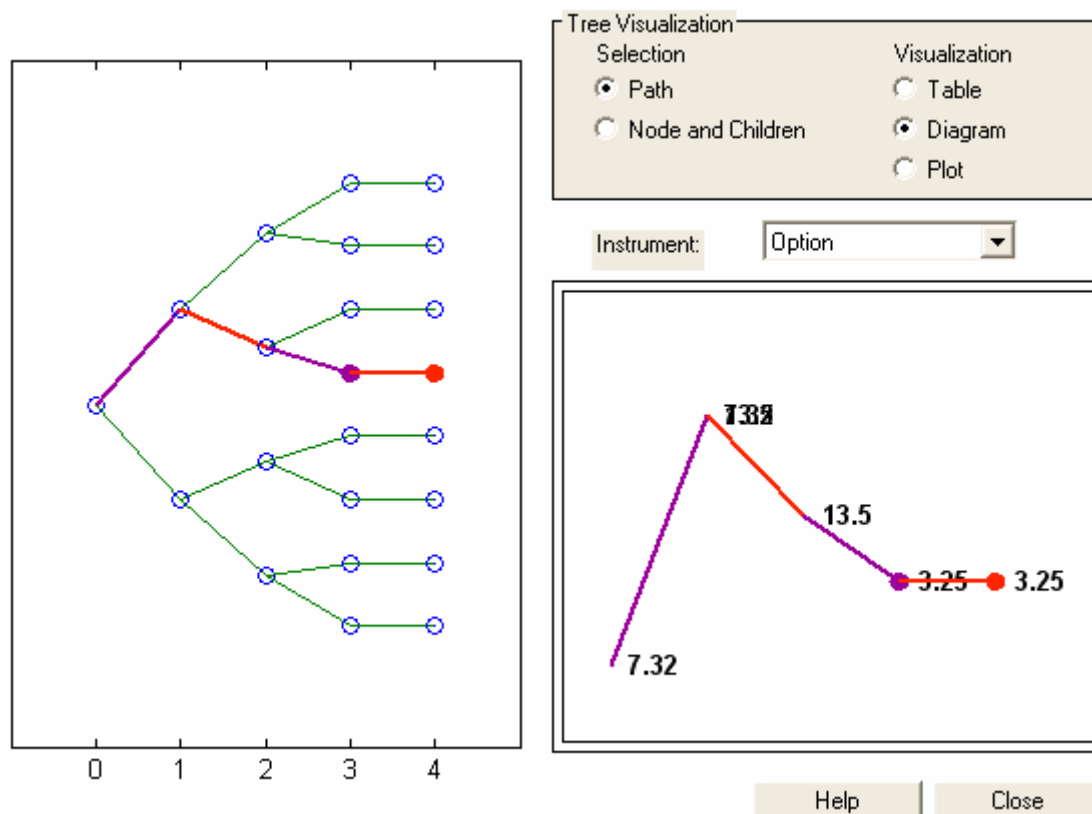 Tree Visualization
Selection
Visualization
Path
Table
Node and Children
Diagram
Plot
Instrument:
Option
13.5
3.25
3.25
7.32
0 1 2 3 4
Help
Close